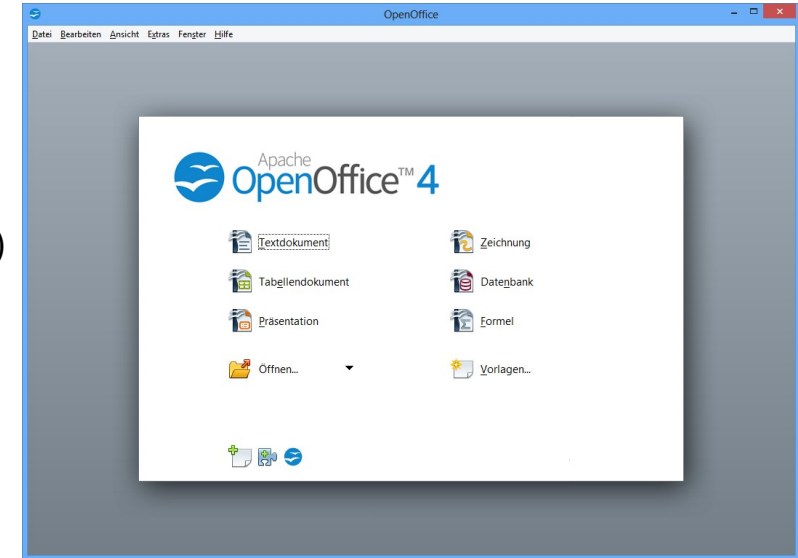 OpenOffice
Datei Bearbeiten Ansicht Extras Fenster Hilfe
Apache
OpenOffice™ 4
Textdokument
Zeichnung
Tabellendokument
Datenbank
Präsentation
Formel
Öffnen...
Vorlagen...
)